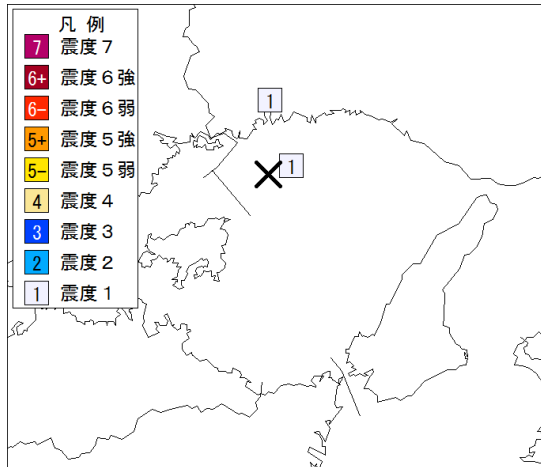 凡 例
7 震度７
6+ 震度６強
6- 震度６弱
5+ 震度５強
5- 震度５弱
4 震度４
3 震度３
2 震度２
1 震度１
1
1